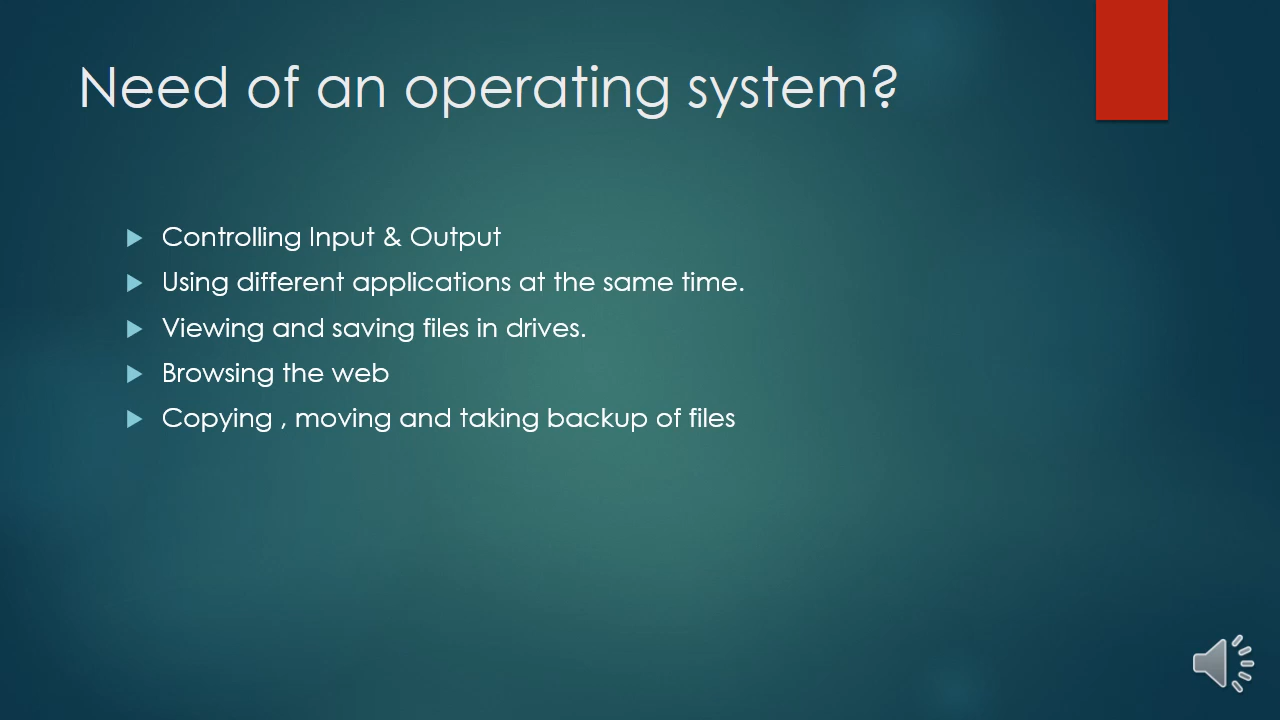 Need of an operating system?
Controlling Input & Output
Using different applications at the same time.
Viewing and saving files in drives.
Browsing the web
Copying , moving and taking backup of files